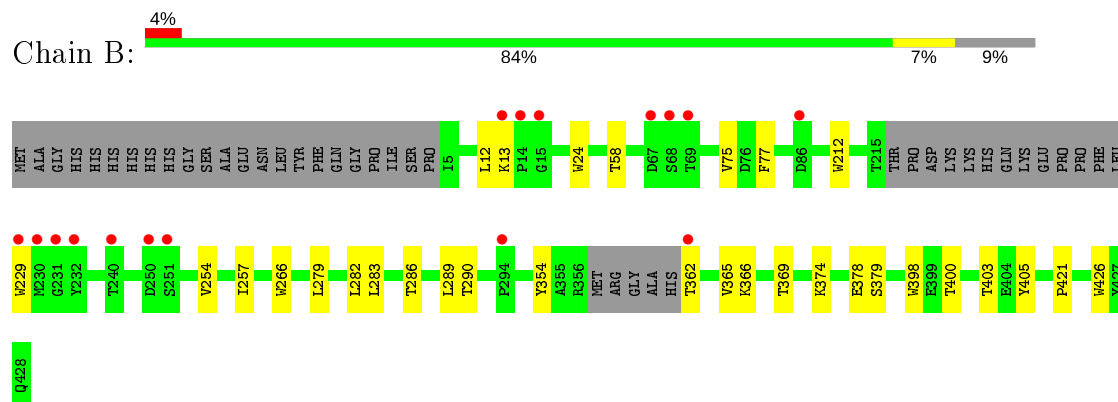 4%
Chain B:
84% 7% 9%
MET ALA GLY HIS HIS HIS HIS HIS HIS GLY SER ALA GLU ASN LEU TYR PHE GLN GLY PRO ILE SER PRO I5 L12 K13 P14 G15 W24 T58 D67 S68 T69 V75 D76 F77 D86 W212 T215 THR PRO ASP LYS LYS HIS GLN LYS GLU PRO PRO PHE LEU
W229 M230 G231 Y232 T240 D250 S251 V254 I257 W266 L279 L282 L283 T286 L289 T290 P294 Y354 A355 R356 MET ARG GLY ALA HIS T362 V365 K366 T369 K374 E378 S379 W398 E399 T400 T403 E404 Y405 P421 W426 Y427
Q428